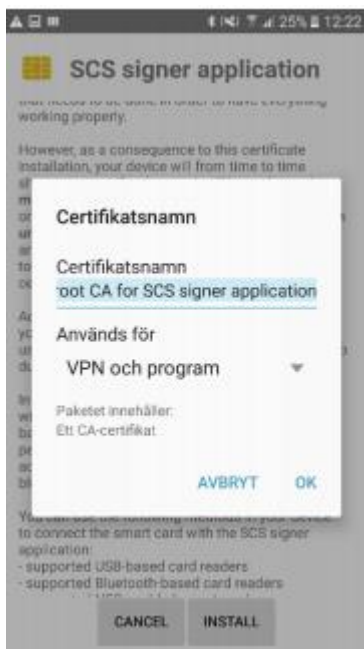 25% 12:22
SCS signer application
working properly.
However, as a consequence to this certificate
installation, your device will from time to time
Certifikatsnamn
Certifikatsnamn
root CA for SCS signer application
Används för
VPN och program
Paketet innehåller:
Ett CA-certifikat
AVBRYT OK
You can use the following methods in your device
to connect the smart card with the SCS signer
application:
- supported USB-based card readers
- supported Bluetooth-based card readers
CANCEL INSTALL